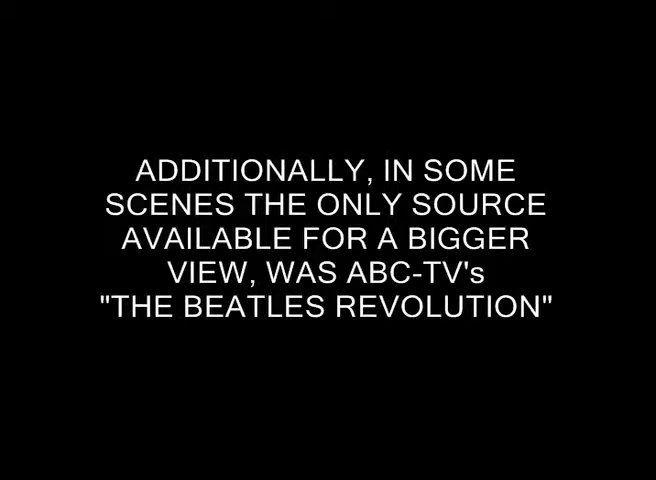 ADDITIONALLY, IN SOME
SCENES THE ONLY SOURCE
AVAILABLE FOR A BIGGER
VIEW, WAS ABC-TV's
"THE BEATLES REVOLUTION"